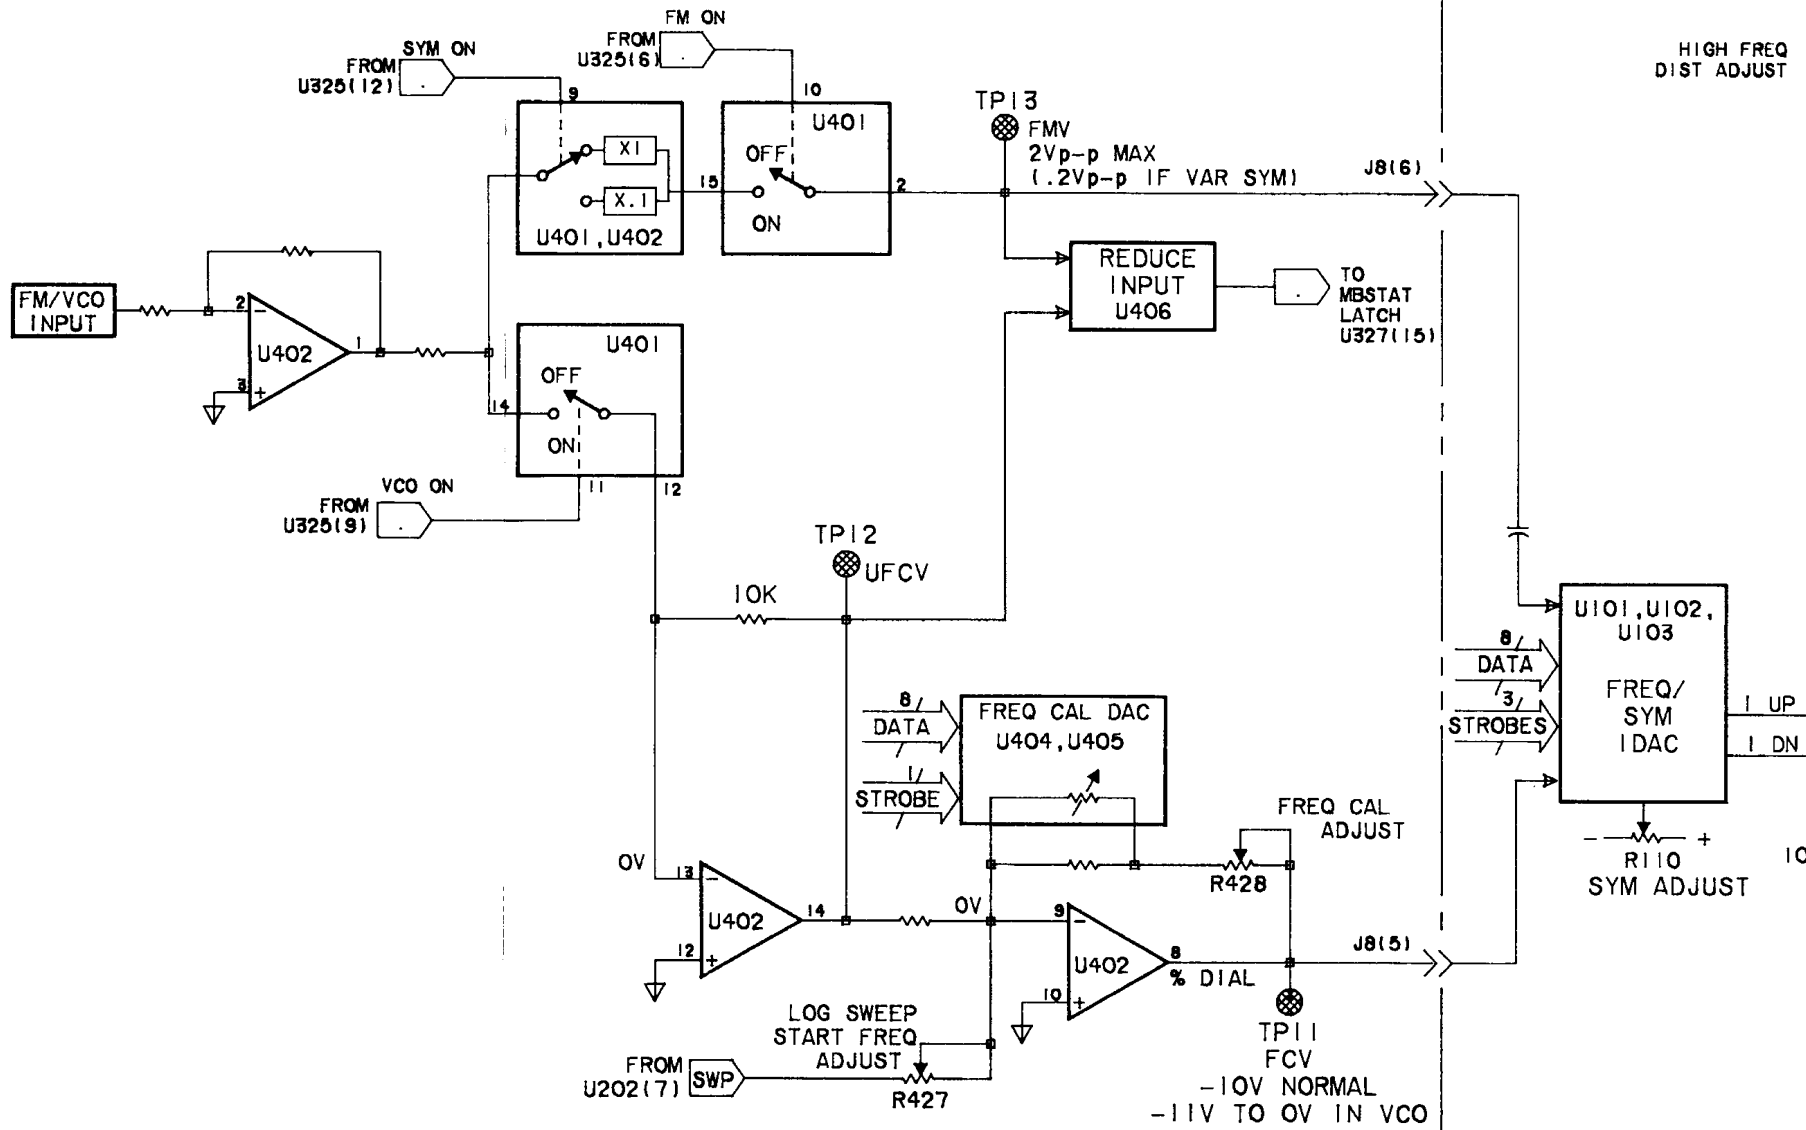 HIGH FREQ
DIST ADJUST
FM ON
FROM
U325(6)
SYM ON
FROM
U325(12)
9
10
U401
OFF
ON
X1
X.1
U401,U402
15
2
TP13
FMV
2Vp-p MAX
(.2Vp-p IF VAR SYM)
J8(6)
REDUCE
INPUT
U406
TO
MBSTAT
LATCH
U327(15)
FM/VCO
INPUT
2
-
U402
1
3
+
U401
OFF
ON
14
11
12
VCO ON
FROM
U325(9)
TP12
UFCV
10K
U101,U102,
U103
FREQ/
SYM
IDAC
8/
DATA
3/
STROBES
I UP
I DN
- +
R110
SYM ADJUST
10
FREQ CAL DAC
U404,U405
8/
DATA
1/
STROBE
FREQ CAL
ADJUST
R428
0V
13
-
U402
14
12
+
0V
9
-
U402
8
10
+
% DIAL
J8(5)
TP11
FCV
-10V NORMAL
-11V TO 0V IN VCO
LOG SWEEP
START FREQ
ADJUST
FROM
U202(7)
SWP
R427